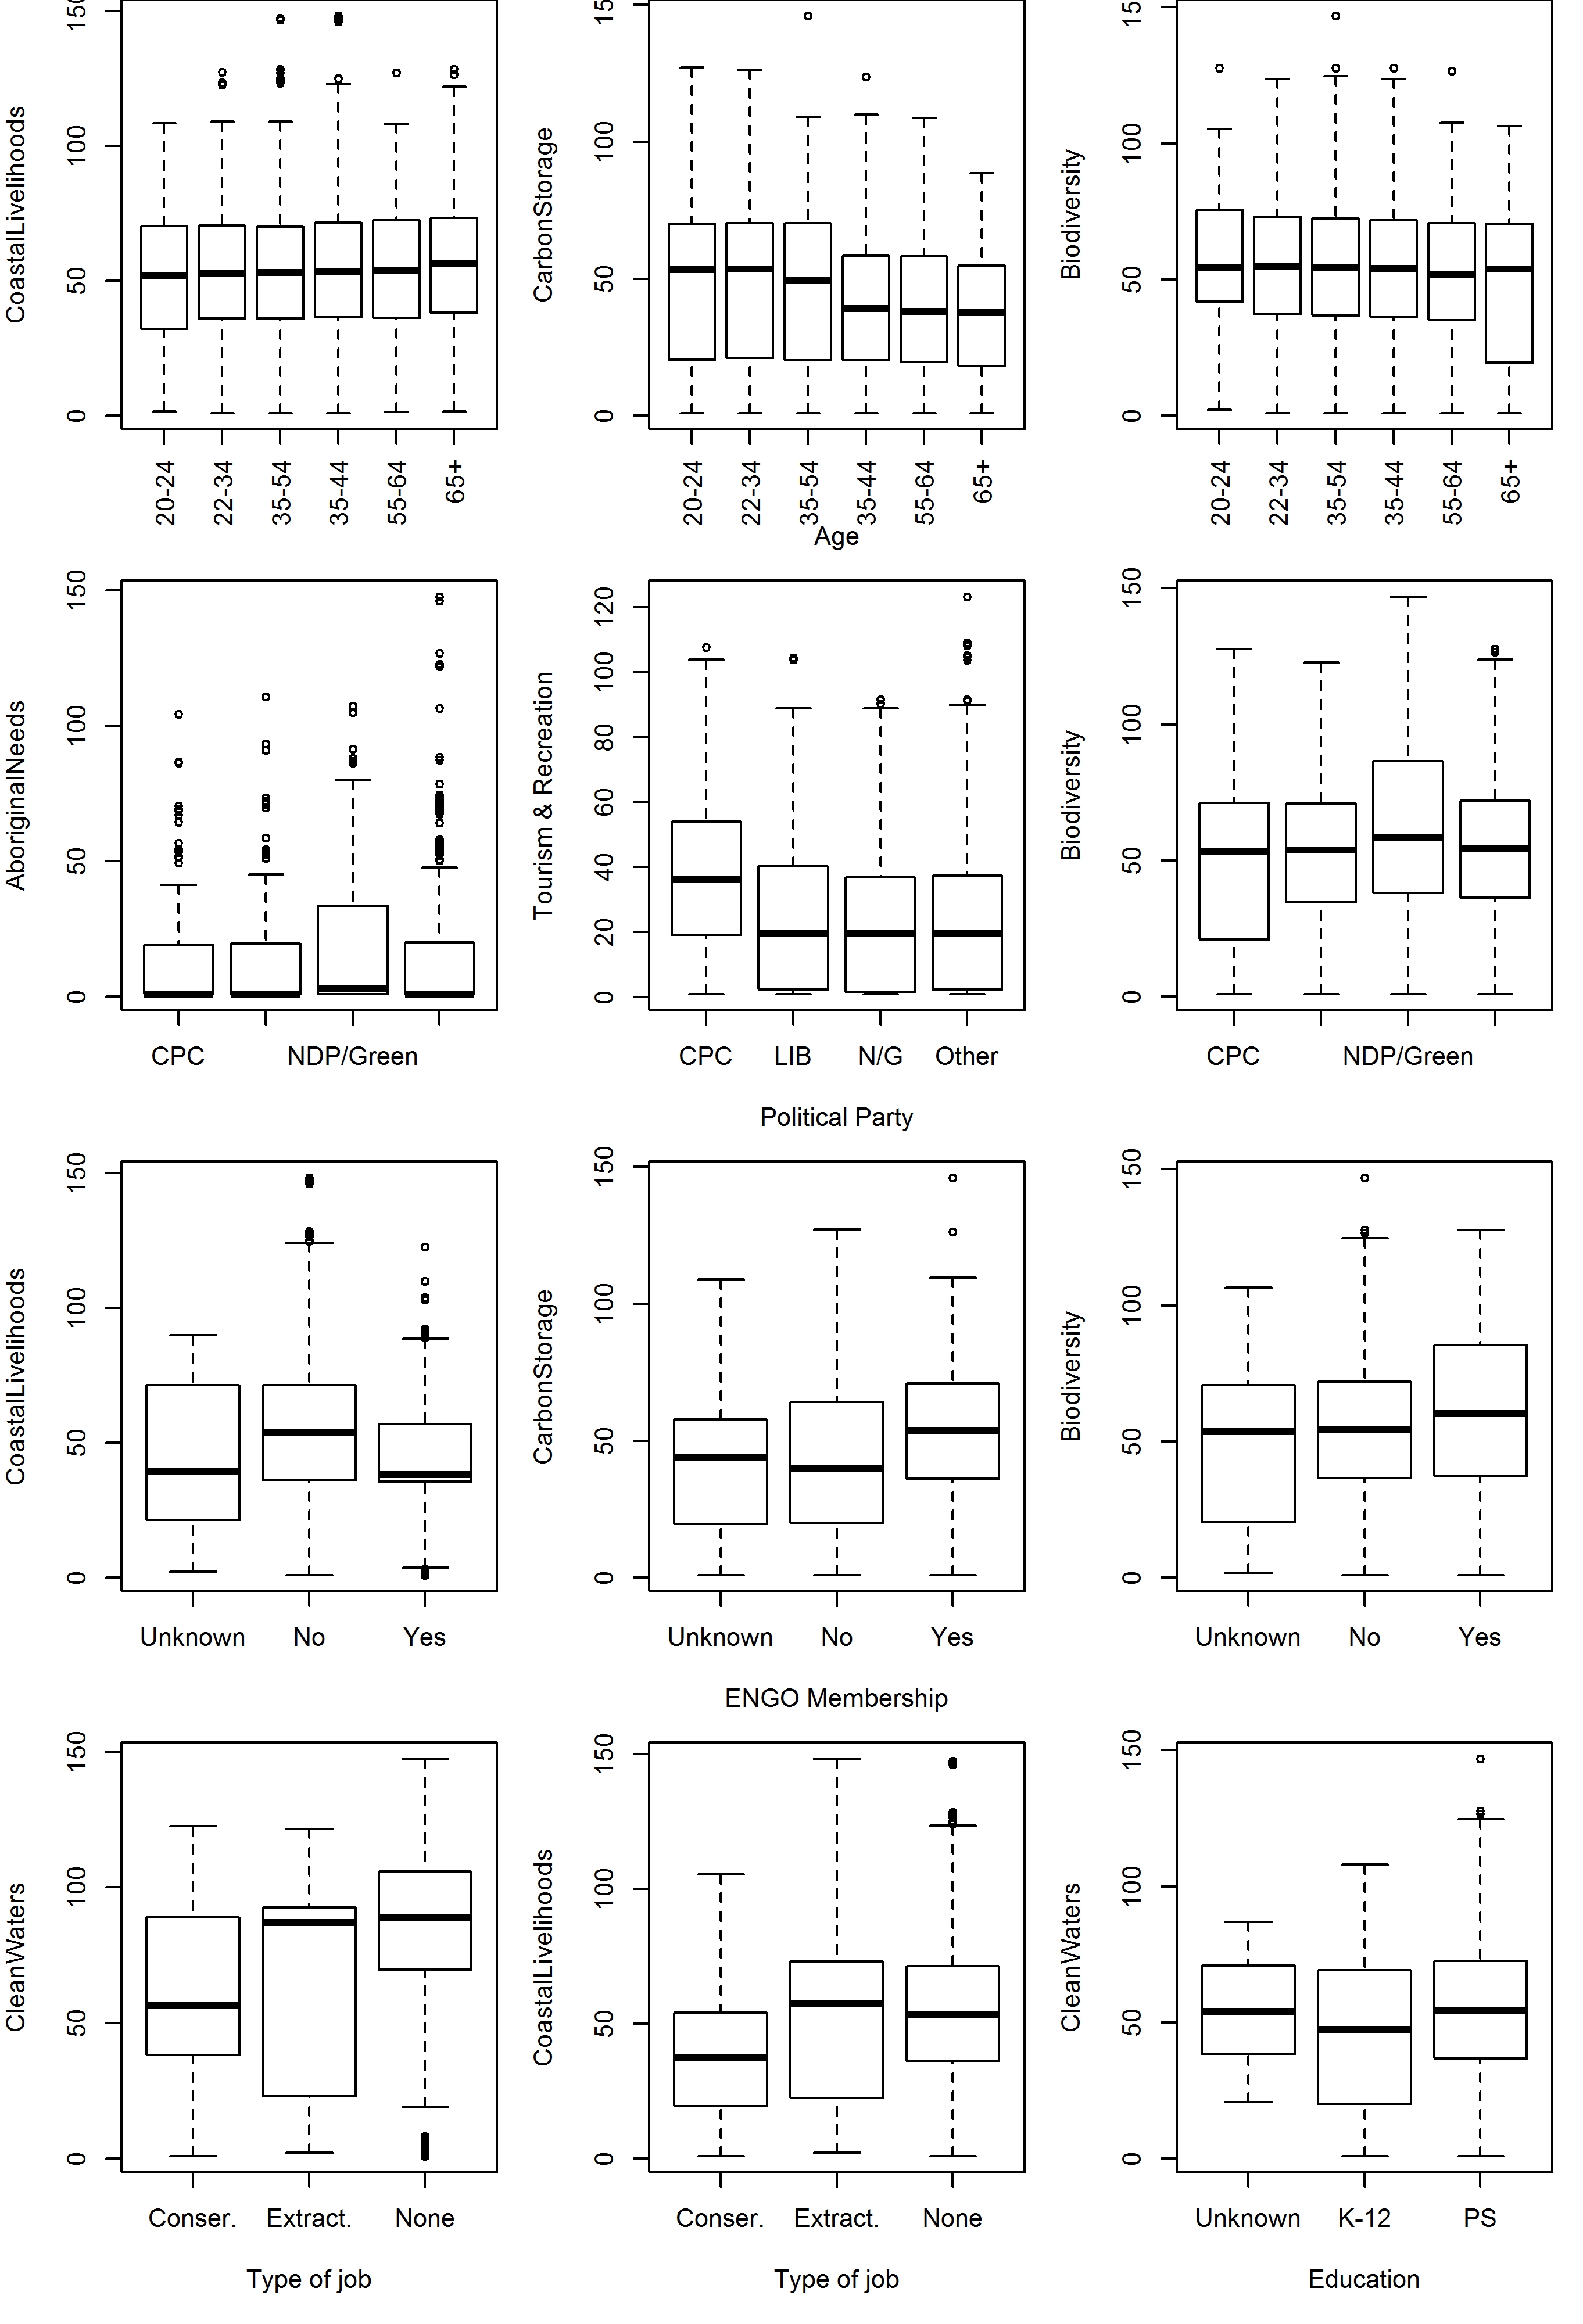 CoastalLivelihoods
0 50 100 150
20-24 22-34 35-54 35-44 55-64 65+
CarbonStorage
0 50 100 150
20-24 22-34 35-54 35-44 55-64 65+
Age
Biodiversity
0 50 100 150
20-24 22-34 35-54 35-44 55-64 65+
AboriginalNeeds
0 50 100 150
CPC NDP/Green
Tourism & Recreation
0 20 40 60 80 100 120
CPC LIB N/G Other
Political Party
Biodiversity
0 50 100 150
CPC NDP/Green
CoastalLivelihoods
0 50 100 150
Unknown No Yes
CarbonStorage
0 50 100 150
Unknown No Yes
ENGO Membership
Biodiversity
0 50 100 150
Unknown No Yes
CleanWaters
0 50 100 150
Conser. Extract. None
Type of job
CoastalLivelihoods
0 50 100 150
Conser. Extract. None
Type of job
CleanWaters
0 50 100 150
Unknown K-12 PS
Education